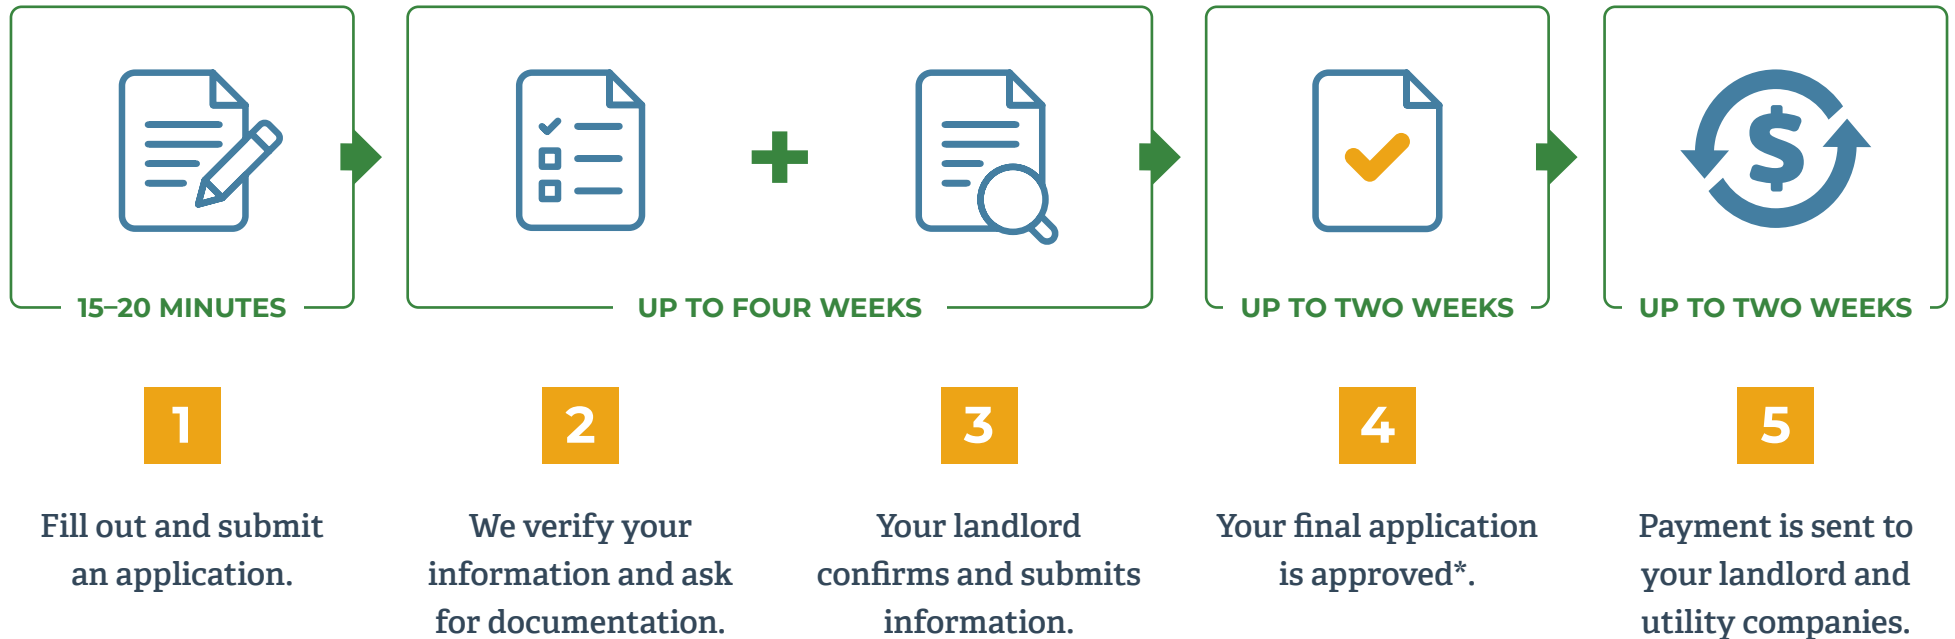 15–20 MINUTES
UP TO FOUR WEEKS
UP TO TWO WEEKS
UP TO TWO WEEKS
1
Fill out and submit
an application.
2
We verify your
information and ask
for documentation.
3
Your landlord
confirms and submits
information.
4
Your final application
is approved*.
5
Payment is sent to
your landlord and
utility companies.